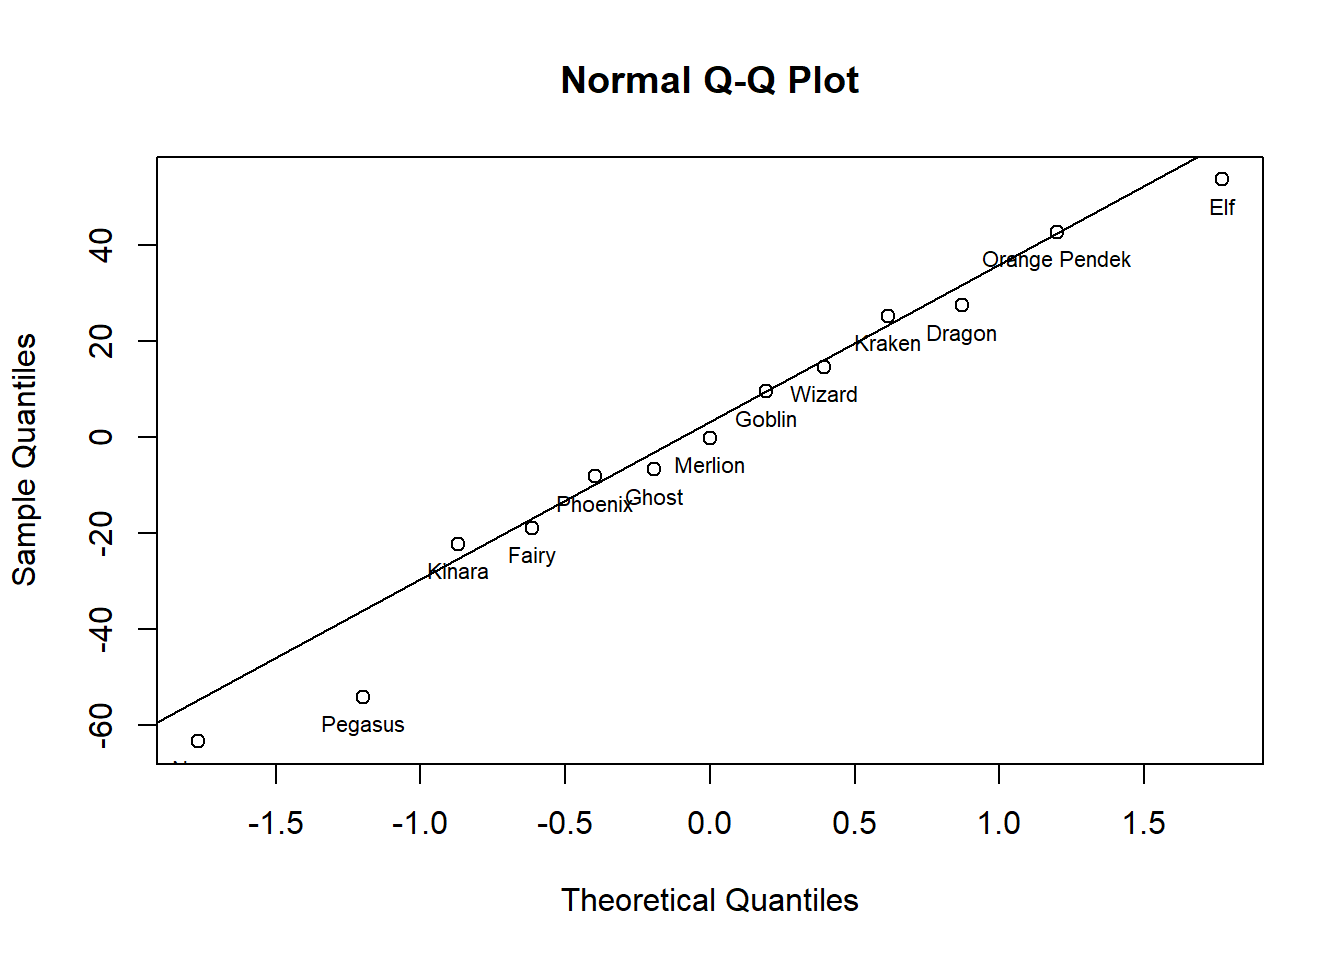 Normal Q-Q Plot
Sample Quantiles
40
20
0
-20
-40
-60
Elf
Orange Pendek
Dragon
Kraken
Wizard
Goblin
Merlion
Ghost
Phoenix
Fairy
Kinara
Pegasus
-1.5 -1.0 -0.5 0.0 0.5 1.0 1.5
Theoretical Quantiles